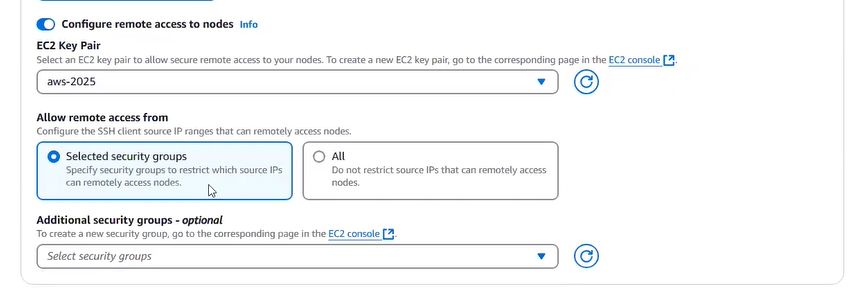 Configure remote access to nodes Info
EC2 Key Pair
Select an EC2 key pair to allow secure remote access to your nodes. To create a new EC2 key pair, go to the corresponding page in the EC2 console.
aws-2025
Allow remote access from
Configure the SSH client source IP ranges that can remotely access nodes.
Selected security groups
Specify security groups to restrict which source IPs
can remotely access nodes.
All
Do not restrict source IPs that can remotely access
nodes.
Additional security groups - optional
To create a new security group, go to the corresponding page in the EC2 console.
Select security groups